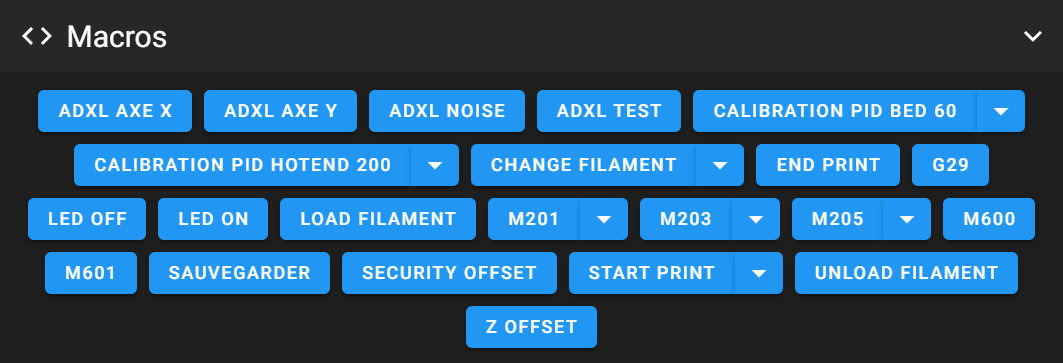 <> Macros
ADXL AXE X ADXL AXE Y ADXL NOISE ADXL TEST CALIBRATION PID BED 60
CALIBRATION PID HOTEND 200 CHANGE FILAMENT END PRINT G29
LED OFF LED ON LOAD FILAMENT M201 M203 M205 M600
M601 SAUVEGARDER SECURITY OFFSET START PRINT UNLOAD FILAMENT
Z OFFSET